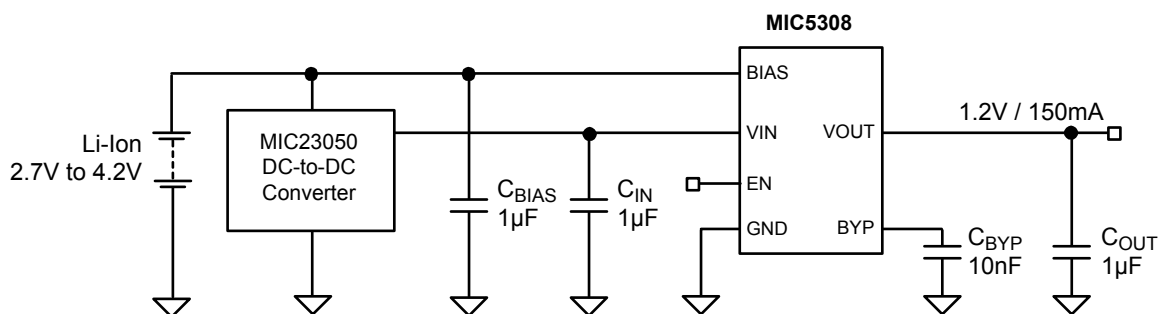 MIC5308
BIAS
VIN
EN
GND
VOUT
BYP
1.2V / 150mA
Li-Ion
2.7V to 4.2V
MIC23050
DC-to-DC
Converter
CBIAS
1µF
CIN
1µF
CBYP
10nF
COUT
1µF